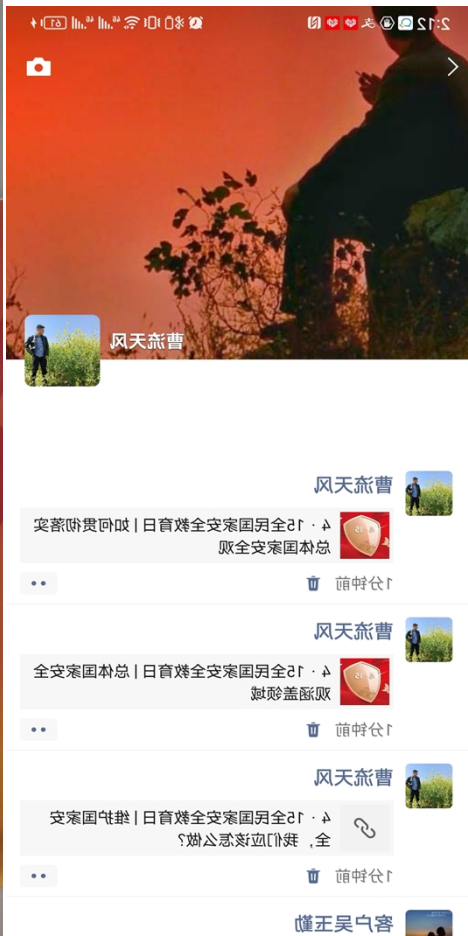 2:12
61
曹流天风
曹流天风
4·15全民国家安全教育日 | 如何贯彻落实
总体国家安全观
1分钟前
曹流天风
4·15全民国家安全教育日 | 总体国家安全
观涵盖领域
1分钟前
曹流天风
4·15全民国家安全教育日 | 维护国家安
全，我们应该怎么做?
1分钟前
客户吴玉勤